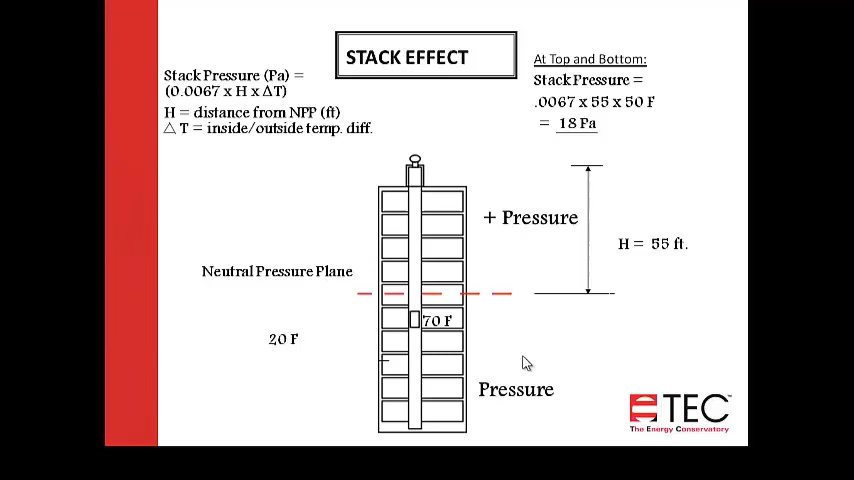 STACK EFFECT
Stack Pressure (Pa) =
(0.0067 x H x ΔT)
H = distance from NPP (ft)
△ T = inside/outside temp. diff.
At Top and Bottom:
Stack Pressure =
.0067 x 55 x 50 F
= 18 Pa
+ Pressure
H = 55 ft.
Neutral Pressure Plane
70 F
20 F
Pressure
TEC™
The Energy Conservatory